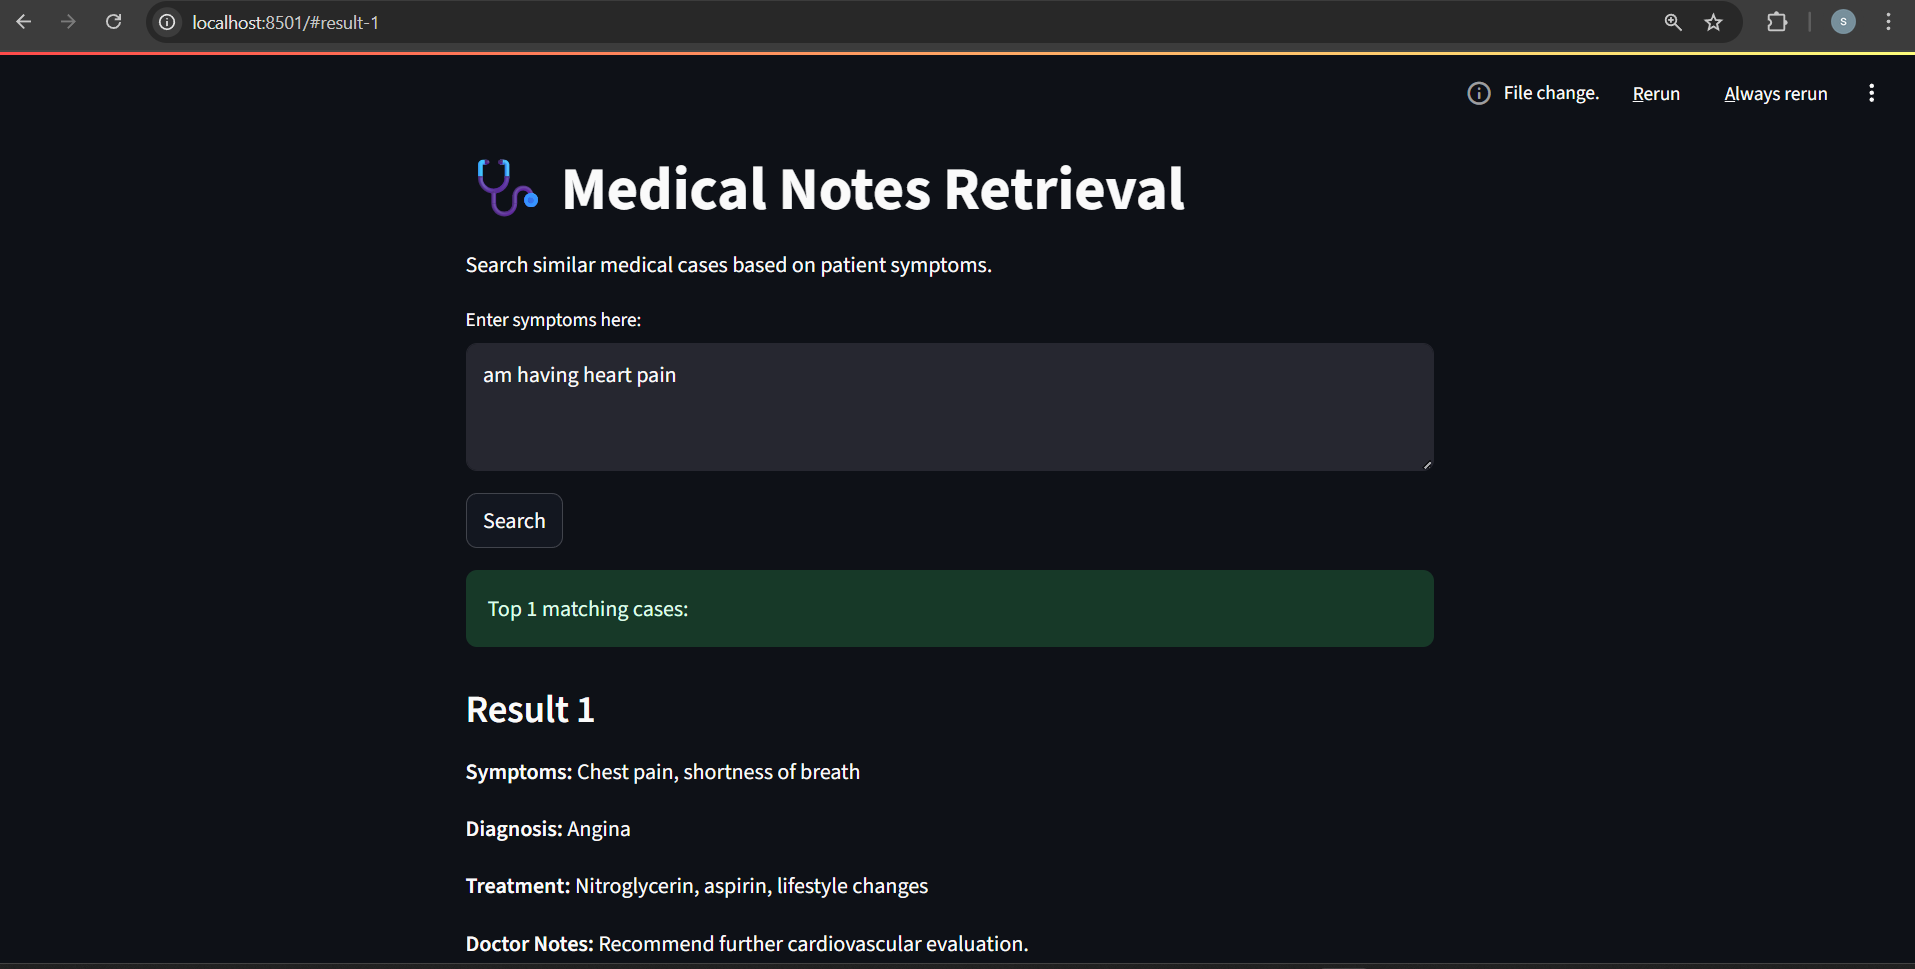 localhost:8501/#result-1
s
File change. Rerun Always rerun
Medical Notes Retrieval
Search similar medical cases based on patient symptoms.
Enter symptoms here:
am having heart pain
Search
Top 1 matching cases:
Result 1
Symptoms: Chest pain, shortness of breath
Diagnosis: Angina
Treatment: Nitroglycerin, aspirin, lifestyle changes
Doctor Notes: Recommend further cardiovascular evaluation.